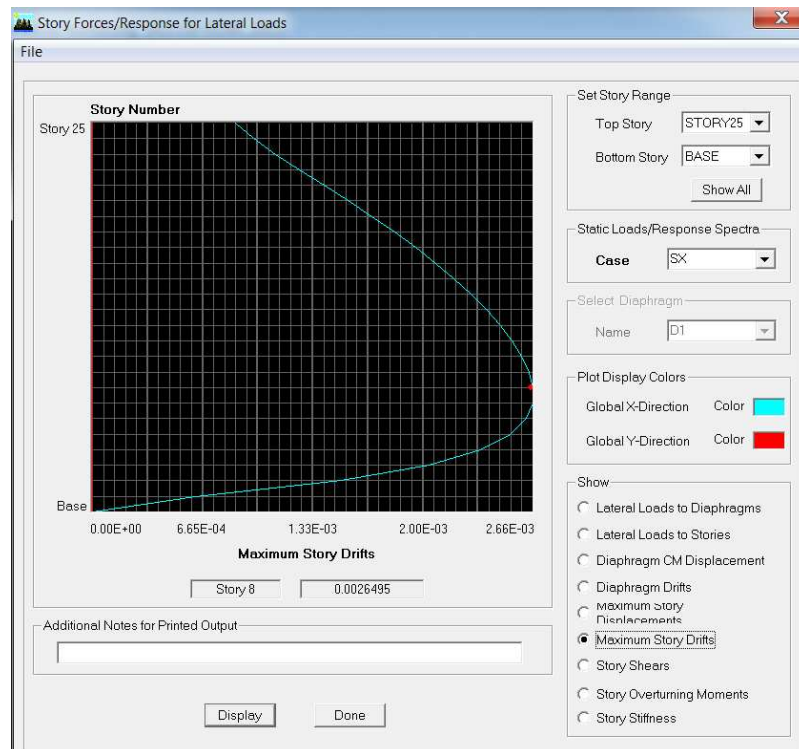 Story Forces/Response for Lateral Loads
File
Story Number
Story 25
Base
0.00E+00 6.65E-04 1.33E-03 2.00E-03 2.66E-03
Maximum Story Drifts
Story 8 0.0026495
Additional Notes for Printed Output
Display Done
Set Story Range
Top Story STORY25
Bottom Story BASE
Show All
Static Loads/Response Spectra
Case SX
Select Diaphragm
Name D1
Plot Display Colors
Global X-Direction Color
Global Y-Direction Color
Show
Lateral Loads to Diaphragms
Lateral Loads to Stories
Diaphragm CM Displacement
Diaphragm Drifts
Maximum Story
Displacements
Maximum Story Drifts
Story Shears
Story Overturning Moments
Story Stiffness